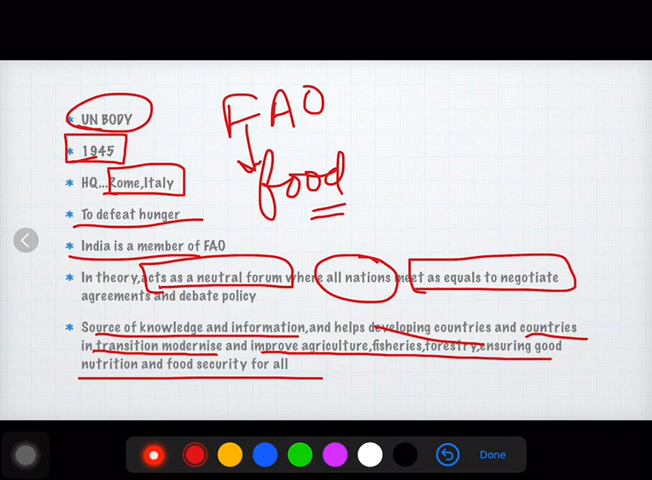 FAO
food
* UN BODY
* 1945
* HQ...Rome,Italy
* To defeat hunger
* India is a member of FAO
* In theory,acts as a neutral forum where all nations meet as equals to negotiate
agreements and debate policy
* Source of knowledge and information,and helps developing countries and countries
in transition modernise and improve agriculture,fisheries,forestry,ensuring good
nutrition and food security for all
Done